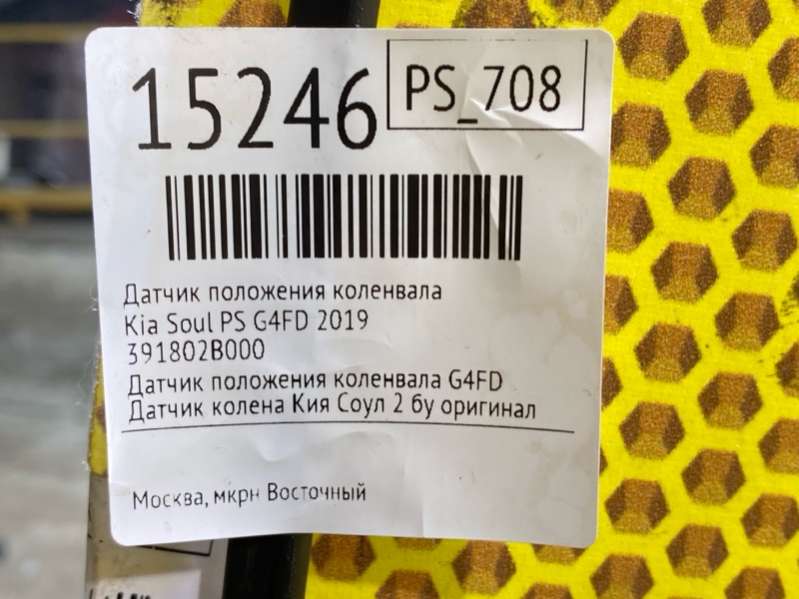 15246
PS_708
Датчик положения коленвала
Kia Soul PS G4FD 2019
391802B000
Датчик положения коленвала G4FD
Датчик колена Кия Соул 2 бу оригинал
Москва, мкрн Восточный